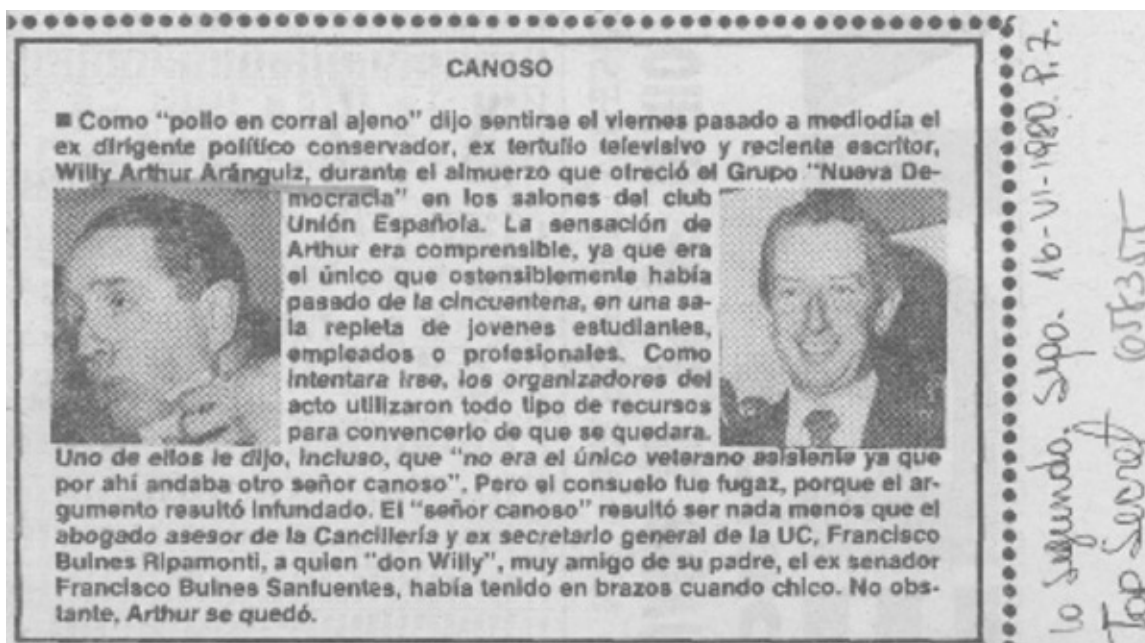 CANOSO
■ Como "pollo en corral ajeno" dijo sentirse el viernes pasado a mediodía el
ex dirigente político conservador, ex tertulio televisivo y reciente escritor,
Willy Arthur Aránguiz, durante el almuerzo que ofreció el Grupo "Nueva De-
mocracia" en los salones del club
Unión Española. La sensación de
Arthur era comprensible, ya que era
el único que ostensiblemente había
pasado de la cincuentena, en una sa-
la repleta de jovenes estudiantes,
empleados o profesionales. Como
intentara irse, los organizadores del
acto utilizaron todo tipo de recursos
para convencerlo de que se quedara.
Uno de ellos le dijo, incluso, que "no era el único veterano asistente ya que
por ahí andaba otro señor canoso". Pero el consuelo fue fugaz, porque el ar-
gumento resultó infundado. El "señor canoso" resultó ser nada menos que el
abogado asesor de la Cancillería y ex secretario general de la UC, Francisco
Bulnes Ripamonti, a quien "don Willy", muy amigo de su padre, el ex senador
Francisco Bulnes Sanfuentes, había tenido en brazos cuando chico. No obs-
tante, Arthur se quedó.
la Segunda, Stgo. 16-VI-1980. P.7.
Top Secret